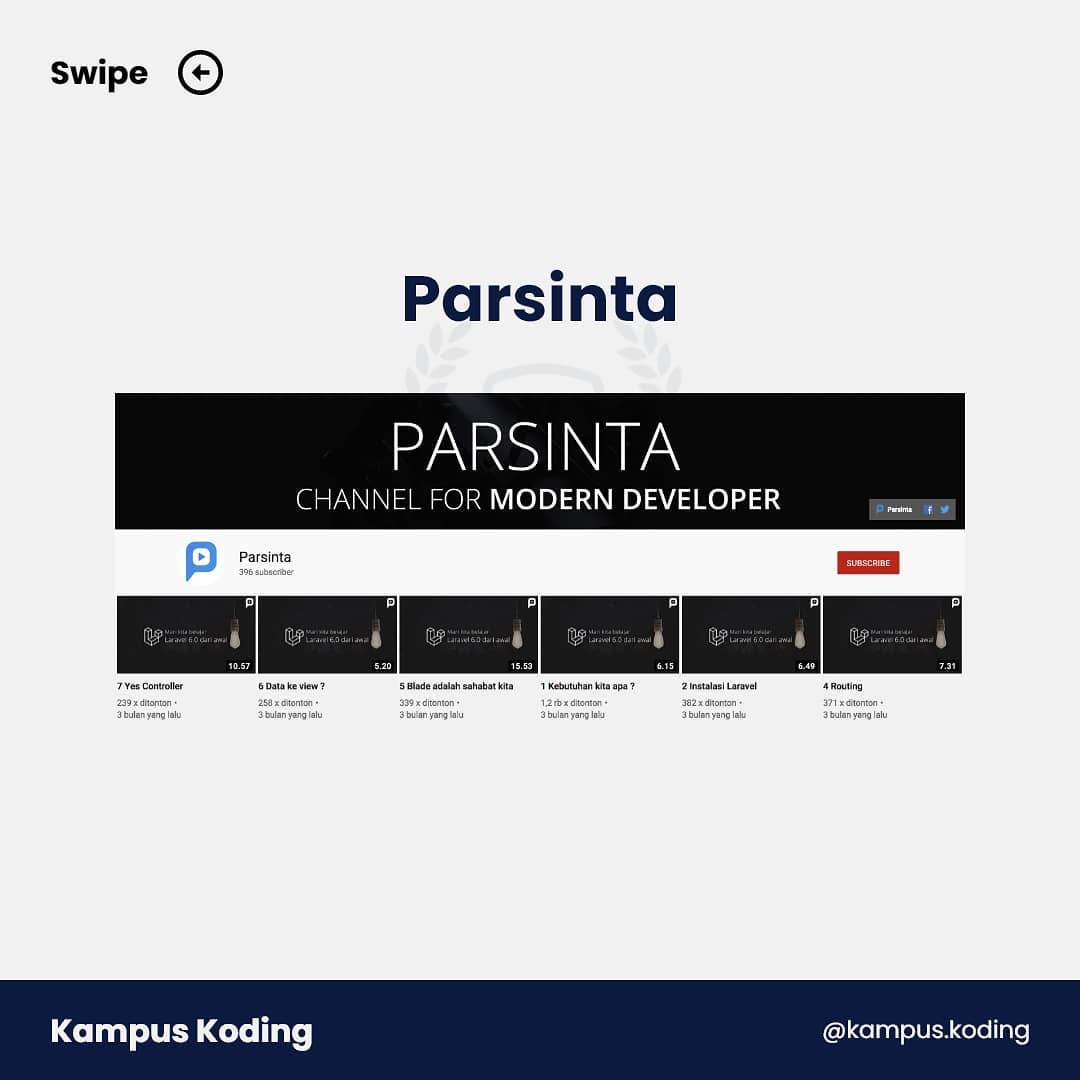 Swipe
Parsinta
PARSINTA
CHANNEL FOR MODERN DEVELOPER
Parsinta
Parsinta
396 subscriber
SUBSCRIBE
Mari kita belajar
Laravel 6.0 dari awal
10.57
Mari kita belajar
Laravel 6.0 dari awal
5.20
Mari kita belajar
Laravel 6.0 dari awal
15.53
Mari kita belajar
Laravel 6.0 dari awal
6.15
Mari kita belajar
Laravel 6.0 dari awal
6.49
Mari kita belajar
Laravel 6.0 dari awal
7.31
7 Yes Controller
239 x ditonton •
3 bulan yang lalu
6 Data ke view ?
258 x ditonton •
3 bulan yang lalu
5 Blade adalah sahabat kita
339 x ditonton •
3 bulan yang lalu
1 Kebutuhan kita apa ?
1,2 rb x ditonton •
3 bulan yang lalu
2 Instalasi Laravel
382 x ditonton •
3 bulan yang lalu
4 Routing
371 x ditonton •
3 bulan yang lalu
Kampus Koding
@kampus.koding